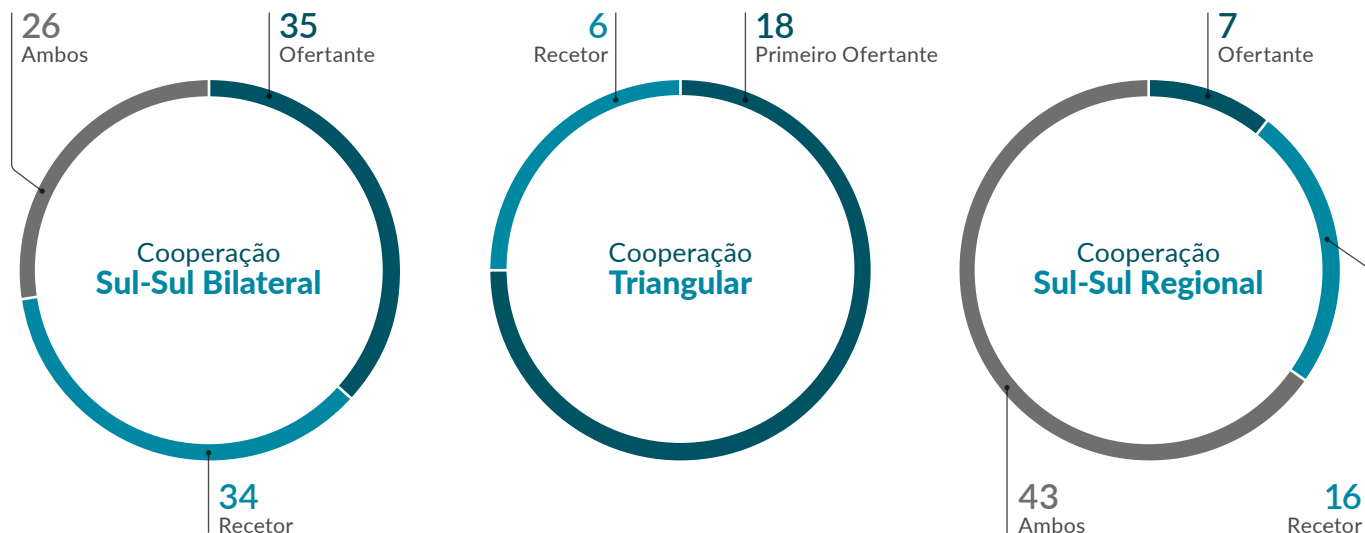 26
Ambos
35
Ofertante
Cooperação
Sul-Sul Bilateral
34
Recetor
6
Recetor
18
Primeiro Ofertante
Cooperação
Triangular
7
Ofertante
Cooperação
Sul-Sul Regional
43
Ambos
16
Recetor